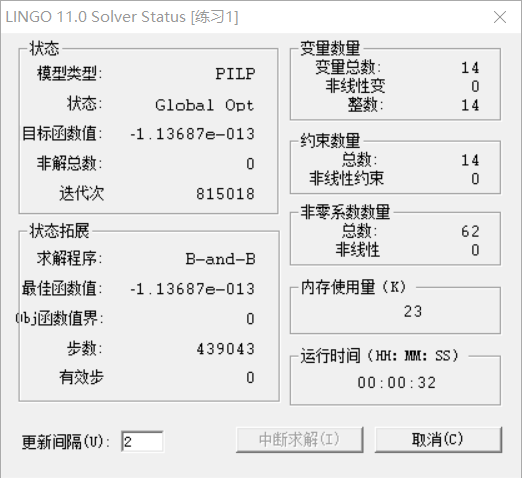 LINGO 11.0 Solver Status [练习1]
状态
模型类型: PILP
状态: Global Opt
目标函数值: -1.13687e-013
非解总数: 0
迭代次 815018
状态拓展
求解程序: B-and-B
最佳函数值: -1.13687e-013
Obj函数值界: 0
步数: 439043
有效步 0
更新间隔(U): 2
变量数量
变量总数: 14
非线性变 0
整数: 14
约束数量
总数: 14
非线性约束 0
非零系数数量
总数: 62
非线性 0
内存使用量 (K)
23
运行时间 (HH: MM: SS)
00:00:32
中断求解(I)
取消(C)